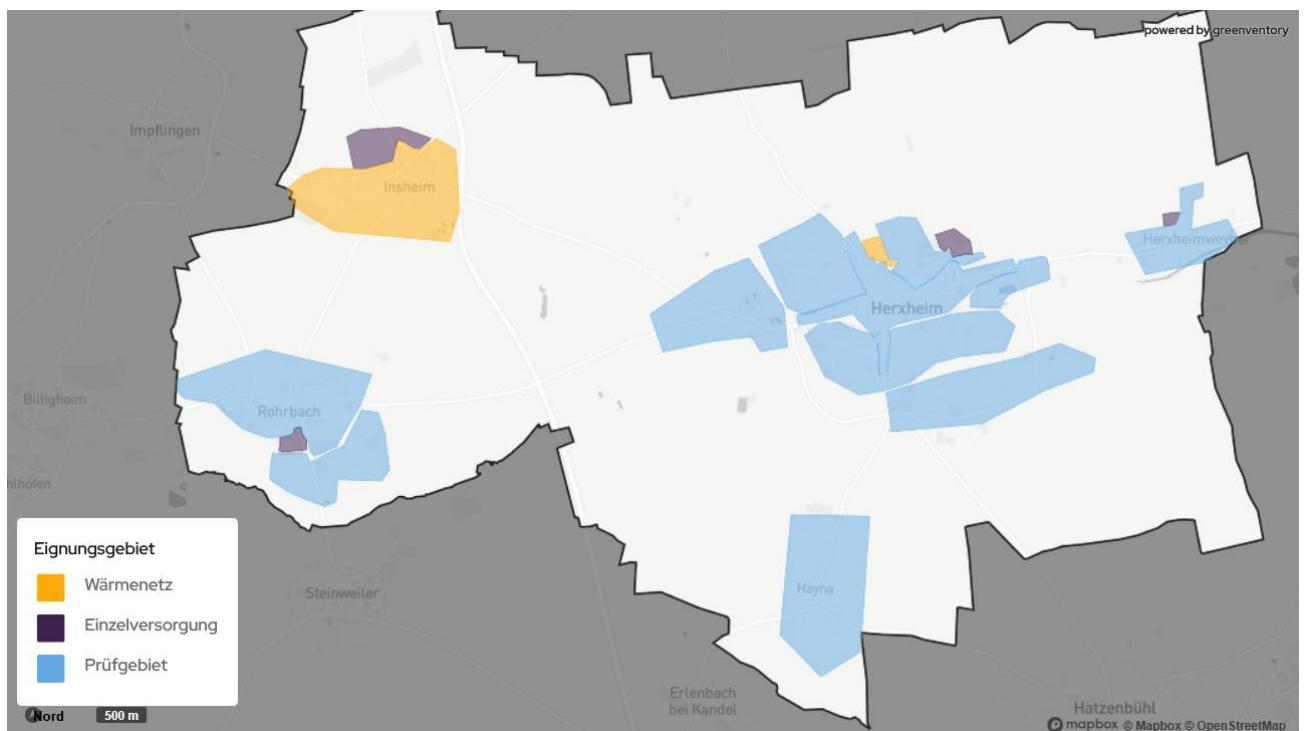 powered by greenventory
Impflingen
Insheim
Herxheimweyher
Herxheim
Billigheim
Rohrbach
hlhofen
Eignungsgebiet
Wärmenetz
Einzelversorgung
Prüfgebiet
Steinweiler
Hayna
Erlenbach
bei Kandel
Hatzenbühl
Nord
500 m
mapbox © Mapbox © OpenStreetMap